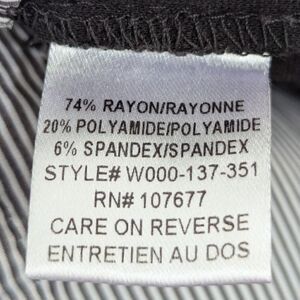 74% RAYON/RAYONNE
20% POLYAMIDE/POLYAMIDE
6% SPANDEX/SPANDEX
STYLE# W000-137-351
RN# 107677
CARE ON REVERSE
ENTRETIEN AU DOS